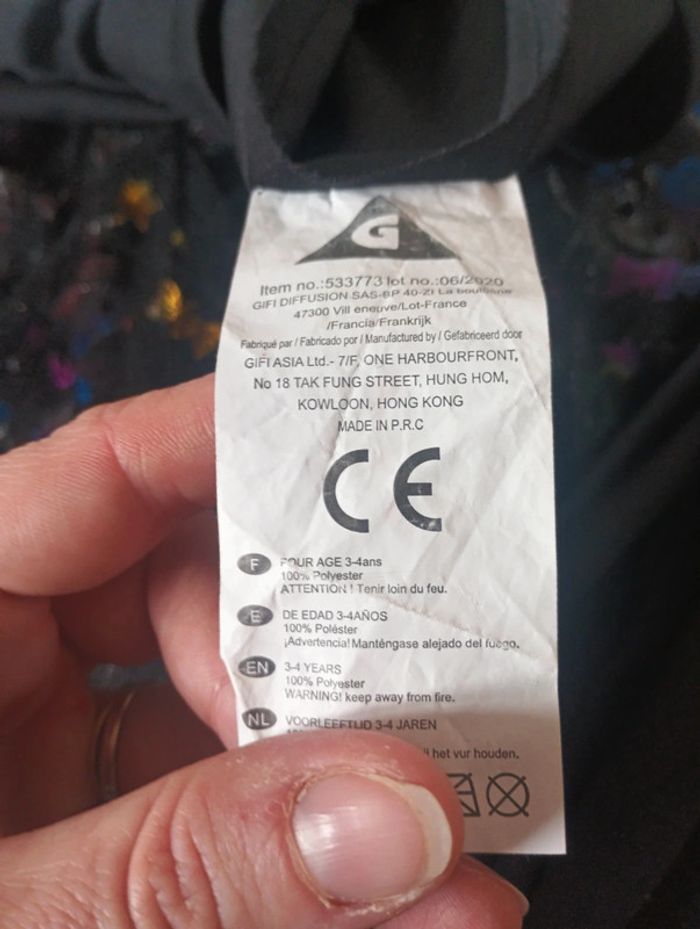 G
Item no.:533773 lot no.:06/2020
GIFI DIFFUSION SAS-BP 40-ZI La
47300 Vill eneuve/Lot-France
/Francia/Frankrijk
Fabriqué par / Fabricado por / Manufactured by / Gefabriceerd door
GIFI ASIA Ltd.- 7/F, ONE HARBOURFRONT,
No 18 TAK FUNG STREET, HUNG HOM,
KOWLOON, HONG KONG
MADE IN P.R.C
CE
F POUR AGE 3-4ans
100% Polyester
ATTENTION ! Tenir loin du feu.
E DE EDAD 3-4AÑOS
100% Poléster
¡Advertencia! Manténgase alejado del fuego.
EN 3-4 YEARS
100% Polyester
WARNING! keep away from fire.
NL VOORLEEFTIJD 3-4 JAREN
het vur houden.